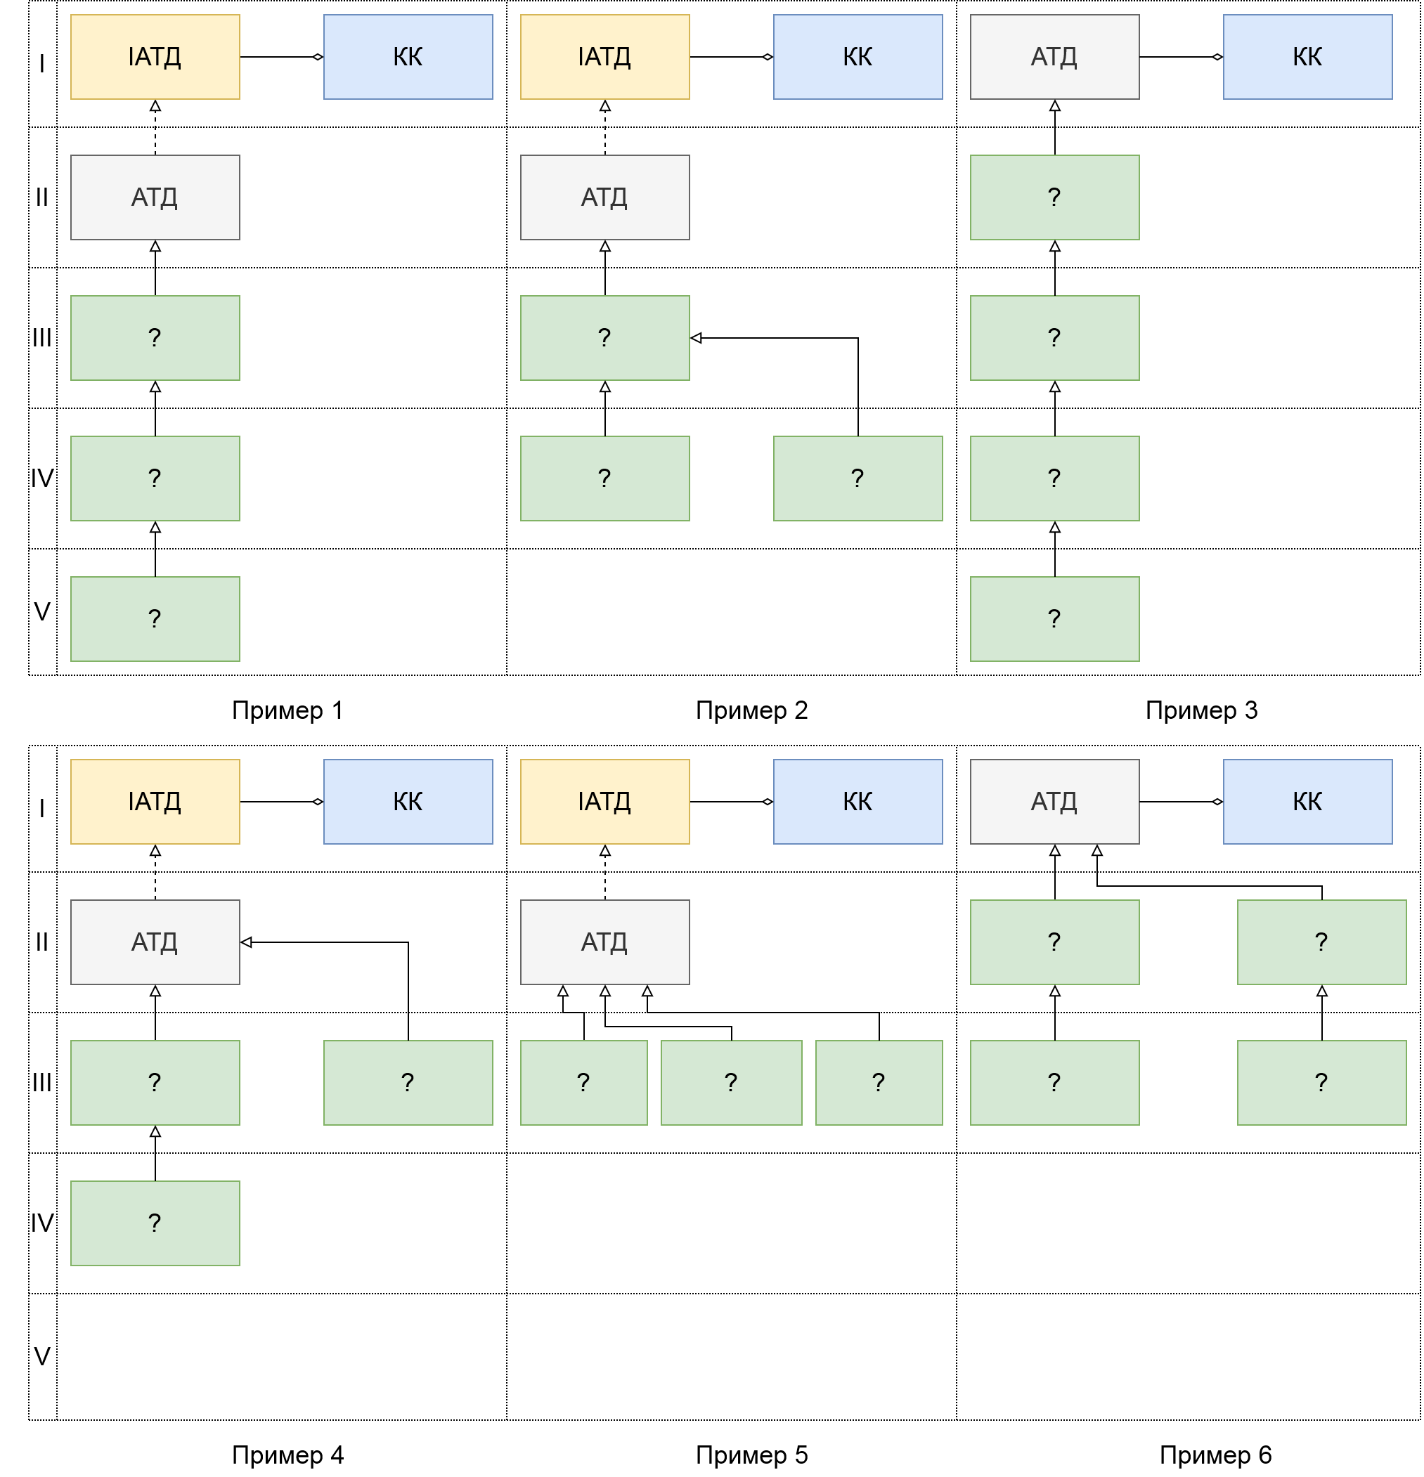 I
IАТД
КК
IАТД
КК
АТД
КК
II
АТД
АТД
?
III
?
?
?
IV
?
?
?
?
V
?
?
Пример 1
Пример 2
Пример 3
I
IАТД
КК
IАТД
КК
АТД
КК
II
АТД
АТД
?
?
III
?
?
?
?
?
?
?
IV
?
V
Пример 4
Пример 5
Пример 6